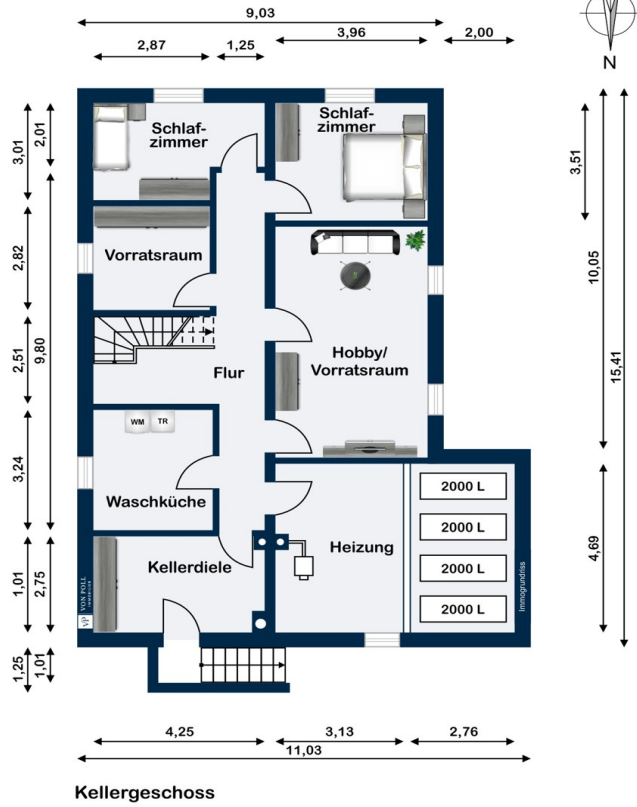 9,03
2,87
1,25
3,96
2,00
N
Schlaf-
zimmer
Schlaf-
zimmer
3,01
2,01
3,51
Vorratsraum
2,82
10,05
2,51
9,80
Flur
Hobby/
Vorratsraum
15,41
WM
TR
3,24
Waschküche
2000 L
2000 L
2000 L
2000 L
Kellerdiele
Heizung
1,01
2,75
4,69
VP VON POLL
IMMOBILIEN
Immogrundriss
1,25
1,01
4,25
3,13
2,76
11,03
Kellergeschoss